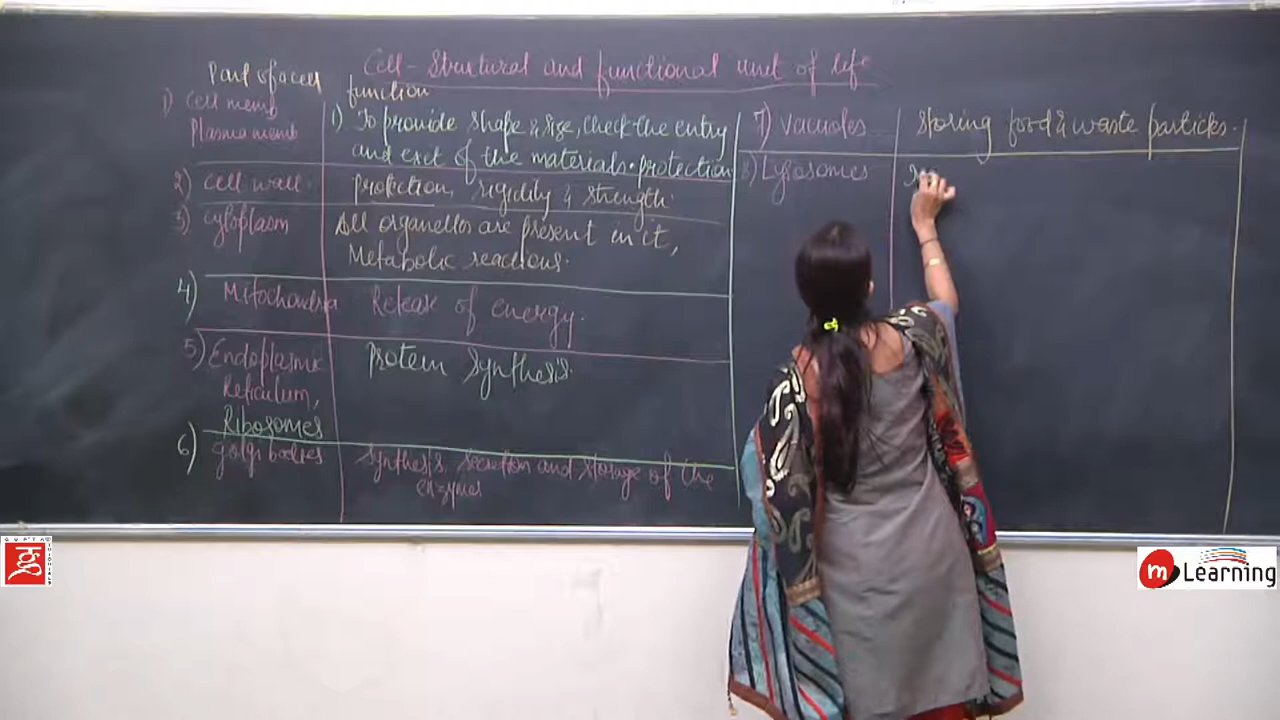 Cell - Structural and functional unit of life
Part of a cell
function
1) Cell memb
Plasma memb
1) To provide shape & size, check the entry
and exit of the materials. protection
2) Cell wall.
protection, rigidity & strength.
3) Cytoplasm
All organelles are present in it,
Metabolic reactions.
4) Mitochondria
Release of energy.
5) Endoplasmic
Reticulum,
Ribosomes
Protein Synthesis.
6) Golgi bodies
Synthesis, secretion and storage of the
enzymes
7) Vacuoles
Storing food & waste particles.
8) Lysosomes
GUPTA
TUTORIALS
m Learning